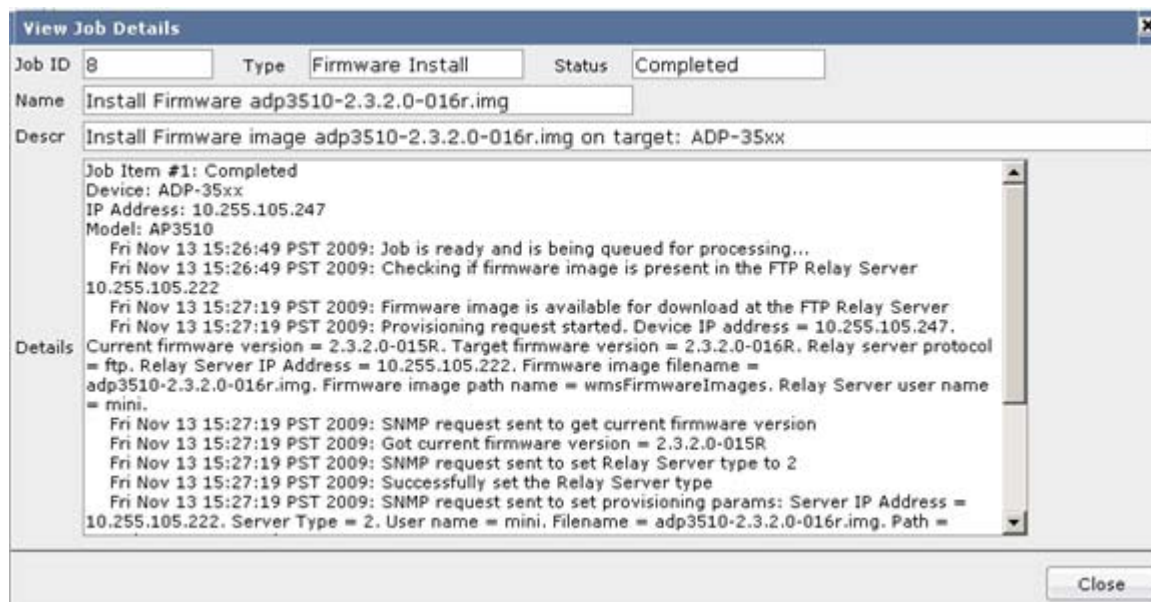 View Job Details
Job ID 8 Type Firmware Install Status Completed
Name Install Firmware adp3510-2.3.2.0-016r.img
Descr Install Firmware image adp3510-2.3.2.0-016r.img on target: ADP-35xx
Job Item #1: Completed
Device: ADP-35xx
IP Address: 10.255.105.247
Model: AP3510
Fri Nov 13 15:26:49 PST 2009: Job is ready and is being queued for processing...
Fri Nov 13 15:26:49 PST 2009: Checking if firmware image is present in the FTP Relay Server
10.255.105.222
Fri Nov 13 15:27:19 PST 2009: Firmware image is available for download at the FTP Relay Server
Fri Nov 13 15:27:19 PST 2009: Provisioning request started. Device IP address = 10.255.105.247.
Details Current firmware version = 2.3.2.0-015R. Target firmware version = 2.3.2.0-016R. Relay server protocol
= ftp. Relay Server IP Address = 10.255.105.222. Firmware image filename =
adp3510-2.3.2.0-016r.img. Firmware image path name = wmsFirmwareImages. Relay Server user name
= mini.
Fri Nov 13 15:27:19 PST 2009: SNMP request sent to get current firmware version
Fri Nov 13 15:27:19 PST 2009: Got current firmware version = 2.3.2.0-015R
Fri Nov 13 15:27:19 PST 2009: SNMP request sent to set Relay Server type to 2
Fri Nov 13 15:27:19 PST 2009: Successfully set the Relay Server type
Fri Nov 13 15:27:19 PST 2009: SNMP request sent to set provisioning params: Server IP Address =
10.255.105.222. Server Type = 2. User name = mini. Filename = adp3510-2.3.2.0-016r.img. Path =
Close